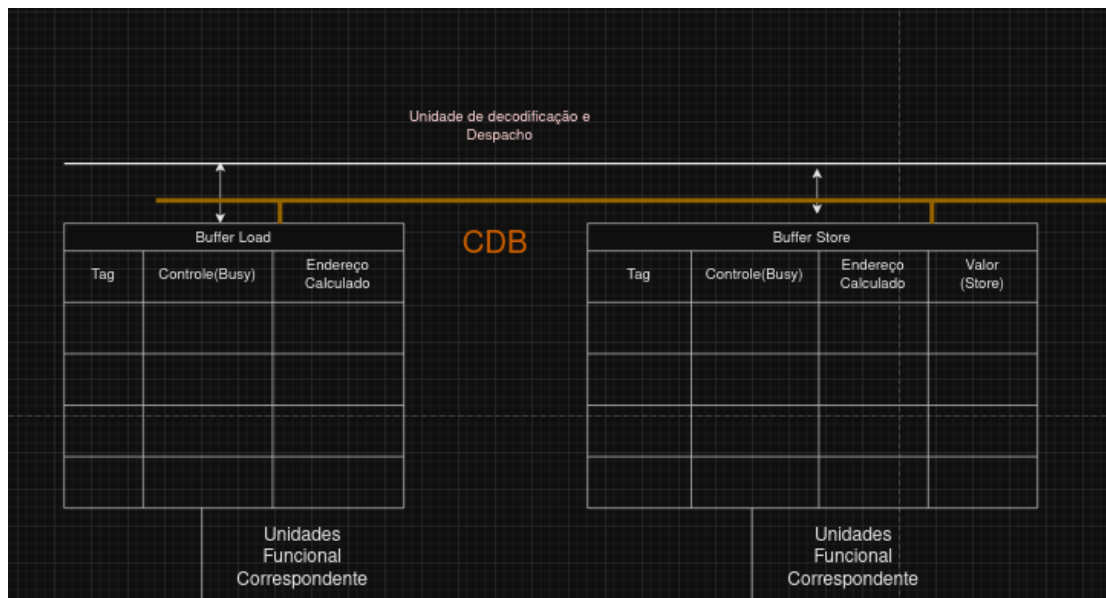 Unidade de decodificação e
Despacho
Buffer Load
CDB
Buffer Store
Tag
Controle(Busy)
Endereço
Calculado
Tag
Controle(Busy)
Endereço
Calculado
Valor
(Store)
Unidades
Funcional
Correspondente
Unidades
Funcional
Correspondente